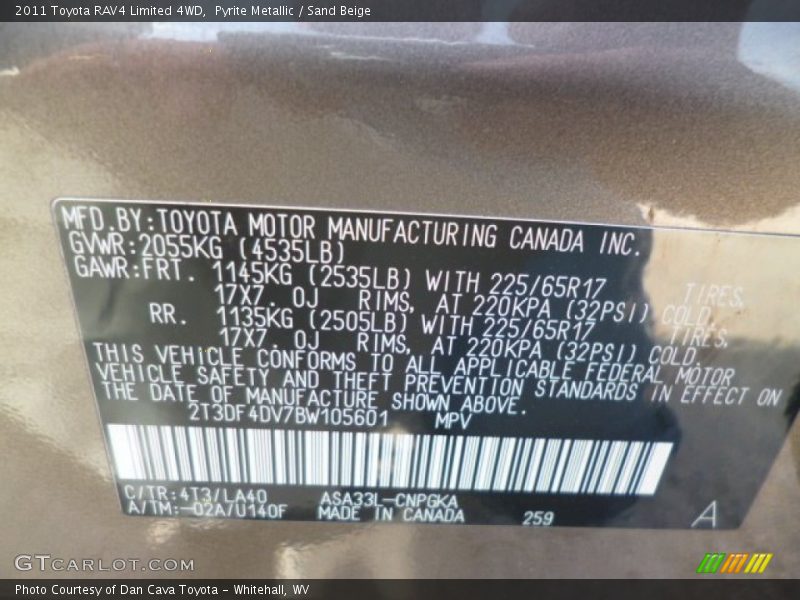 2011 Toyota RAV4 Limited 4WD, Pyrite Metallic / Sand Beige
MFD.BY:TOYOTA MOTOR MANUFACTURING CANADA INC.
GVWR:2055KG (4535LB)
GAWR:FRT. 1145KG (2535LB) WITH 225/65R17 TIRES,
17X7.0J RIMS, AT 220KPA (32PSI) COLD
RR. 1135KG (2505LB) WITH 225/65R17 TIRES,
17X7.0J RIMS, AT 220KPA (32PSI) COLD
THIS VEHICLE CONFORMS TO ALL APPLICABLE FEDERAL MOTOR
VEHICLE SAFETY AND THEFT PREVENTION STANDARDS IN EFFECT ON
THE DATE OF MANUFACTURE SHOWN ABOVE.
2T3DF4DV7BW105601 MPV
C/TR:4T3/LA40 ASA33L-CNPGKA
A/TM:-02A/U140F MADE IN CANADA 259 A
GTCARLOT.COM
Photo Courtesy of Dan Cava Toyota - Whitehall, WV